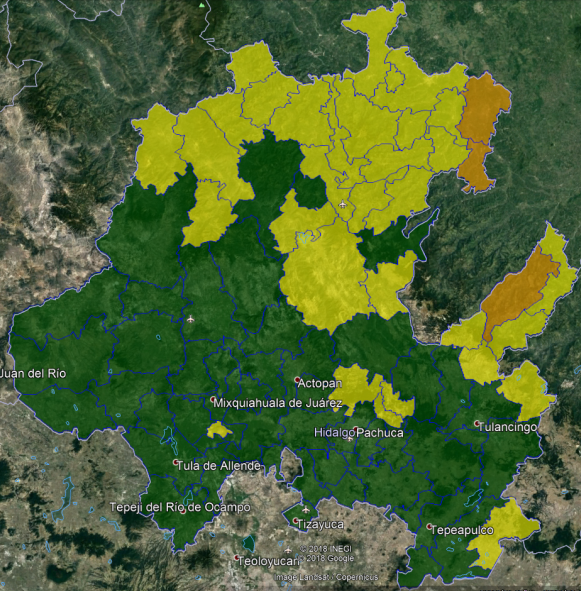 Actopan
Juan del Río
Mixquiahuala de Juárez
Tulancingo
Hidalgo Pachuca
Tula de Allende
Tepeji del Río de Ocampo
Tizayuca
Tepeapulco
© 2018 INEGI
© 2018 Google
Teoloyucan
Image Landsat / Copernicus